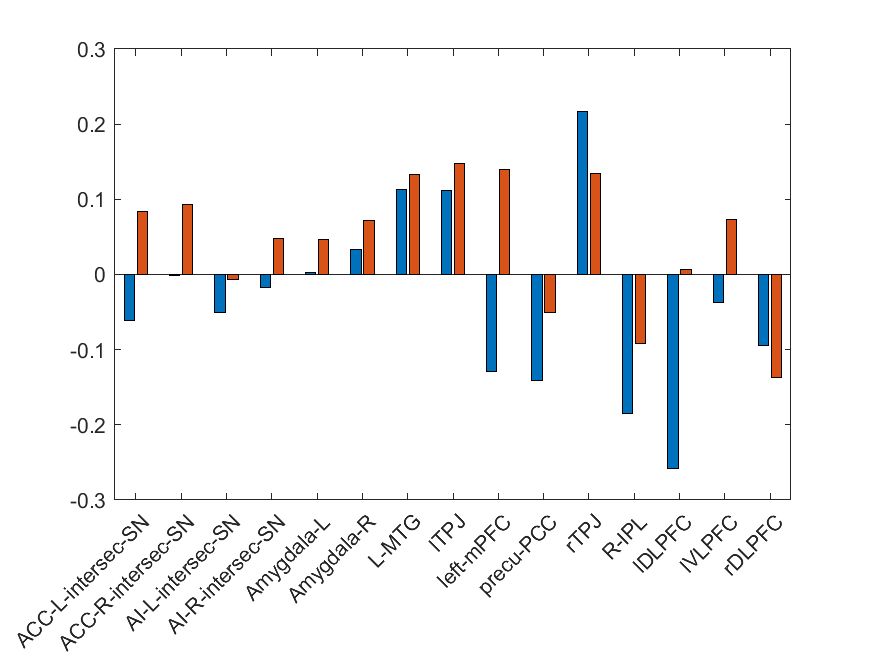 0.3
0.2
0.1
0
-0.1
-0.2
-0.3
ACC-L-intersec-SN
ACC-R-intersec-SN
AI-L-intersec-SN
AI-R-intersec-SN
Amygdala-L
Amygdala-R
L-MTG
lTPJ
left-mPFC
precu-PCC
rTPJ
R-IPL
lDLPFC
lVLPFC
rDLPFC